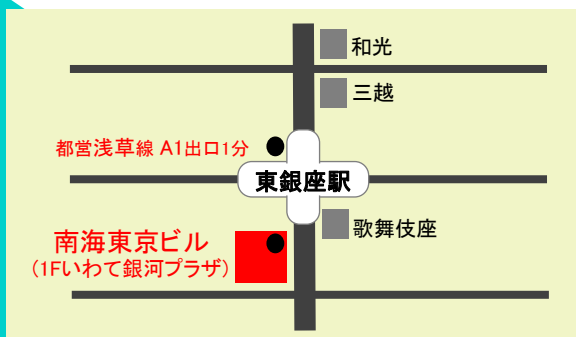 和光
三越
都営浅草線 A1出口1分
東銀座駅
歌舞伎座
南海東京ビル
(1Fいわて銀河プラザ)